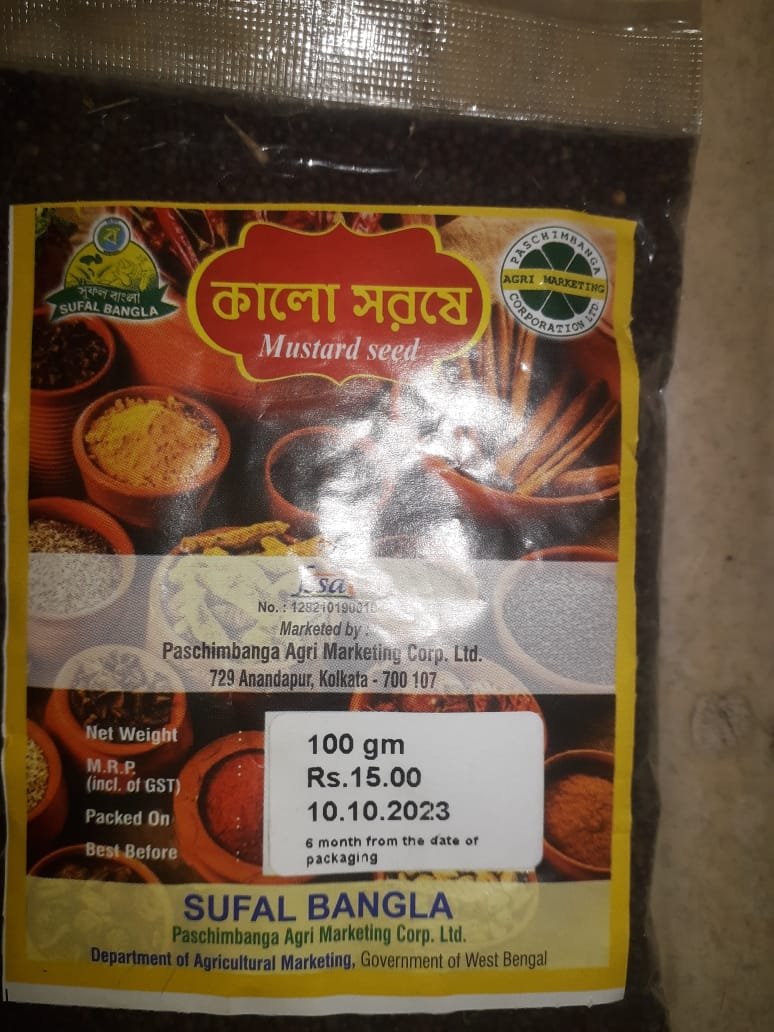 সুফল বাংলা
SUFAL BANGLA
কালো সরষে
Mustard seed
PASCHIMBANGA
AGRI MARKETING
CORPORATION LTD.
fssai
Marketed by :
Paschimbanga Agri Marketing Corp. Ltd.
729 Anandapur, Kolkata - 700 107
Net Weight : 100 gm
M.R.P. : Rs.15.00
(incl. of GST)
Packed On : 10.10.2023
Best Before : 6 month from the date of
packaging
SUFAL BANGLA
Paschimbanga Agri Marketing Corp. Ltd.
Department of Agricultural Marketing, Government of West Bengal